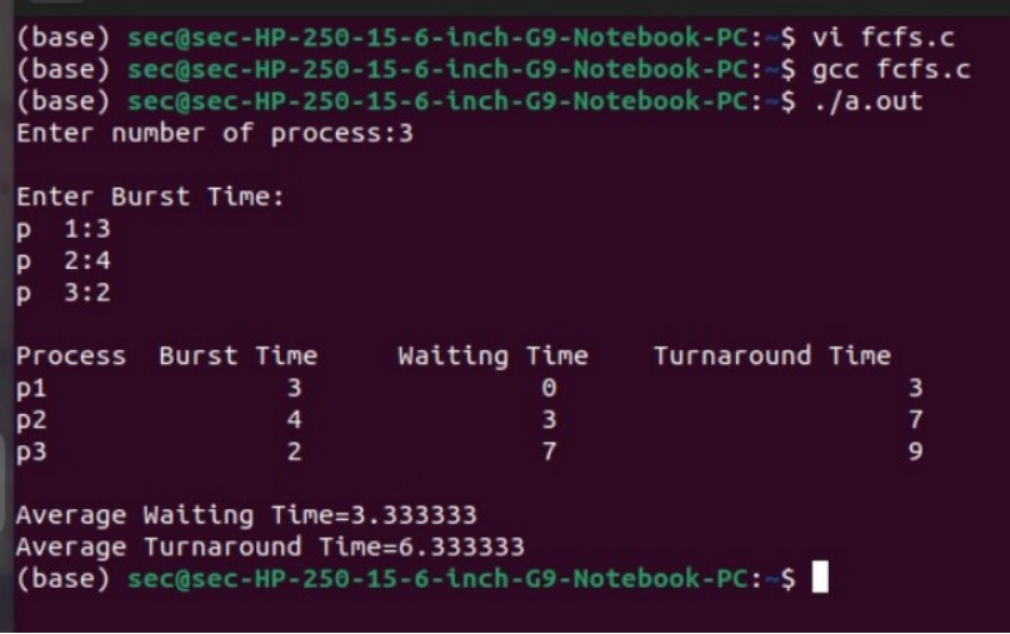 (base) sec@sec-HP-250-15-6-inch-G9-Notebook-PC:~$ vi fcfs.c
(base) sec@sec-HP-250-15-6-inch-G9-Notebook-PC:~$ gcc fcfs.c
(base) sec@sec-HP-250-15-6-inch-G9-Notebook-PC:~$ ./a.out
Enter number of process:3
Enter Burst Time:
p  1:3
p  2:4
p  3:2
Process  Burst Time     Waiting Time    Turnaround Time
p1               3               0                      3
p2               4               3                      7
p3               2               7                      9
Average Waiting Time=3.333333
Average Turnaround Time=6.333333
(base) sec@sec-HP-250-15-6-inch-G9-Notebook-PC:~$